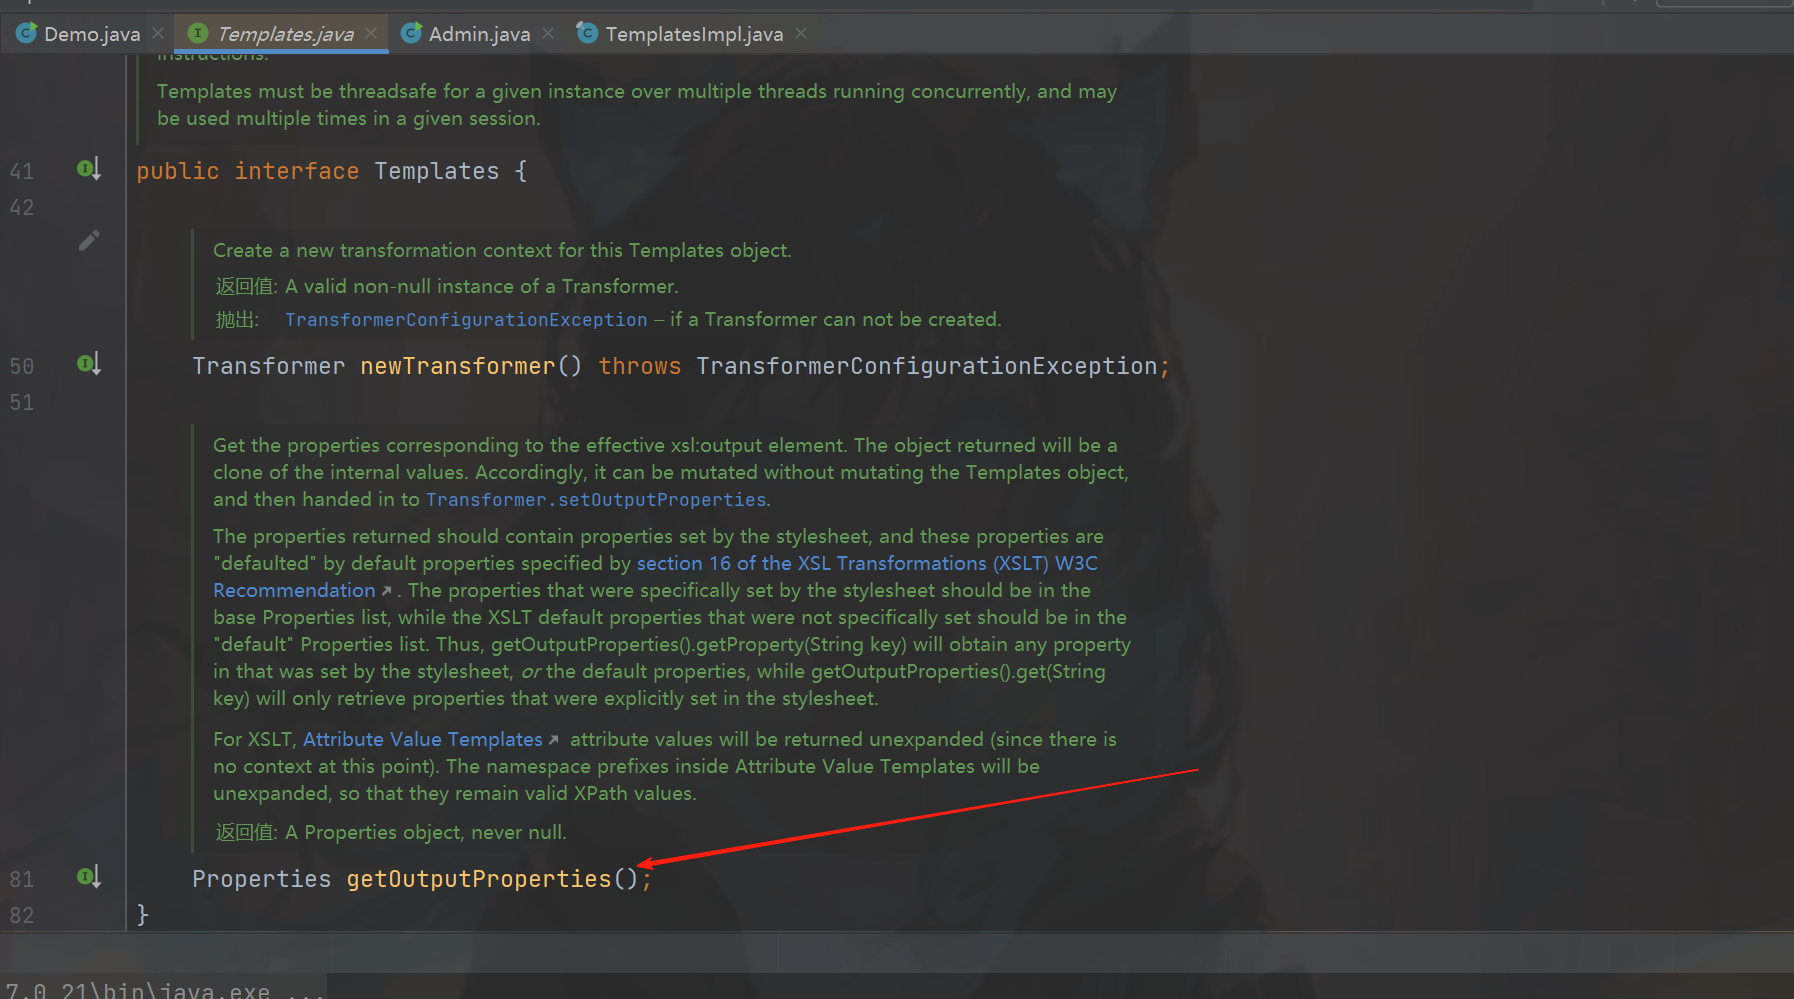 Demo.java
Templates.java
Admin.java
TemplatesImpl.java
instructions.
Templates must be threadsafe for a given instance over multiple threads running concurrently, and may
be used multiple times in a given session.
41 public interface Templates {
42
Create a new transformation context for this Templates object.
返回值: A valid non-null instance of a Transformer.
抛出: TransformerConfigurationException – if a Transformer can not be created.
50 Transformer newTransformer() throws TransformerConfigurationException;
51
Get the properties corresponding to the effective xsl:output element. The object returned will be a
clone of the internal values. Accordingly, it can be mutated without mutating the Templates object,
and then handed in to Transformer.setOutputProperties.
The properties returned should contain properties set by the stylesheet, and these properties are
"defaulted" by default properties specified by section 16 of the XSL Transformations (XSLT) W3C
Recommendation . The properties that were specifically set by the stylesheet should be in the
base Properties list, while the XSLT default properties that were not specifically set should be in the
"default" Properties list. Thus, getOutputProperties().getProperty(String key) will obtain any property
in that was set by the stylesheet, or the default properties, while getOutputProperties().get(String
key) will only retrieve properties that were explicitly set in the stylesheet.
For XSLT, Attribute Value Templates attribute values will be returned unexpanded (since there is
no context at this point). The namespace prefixes inside Attribute Value Templates will be
unexpanded, so that they remain valid XPath values.
返回值: A Properties object, never null.
81 Properties getOutputProperties();
82 }
7.0_21\bin\java.exe ...